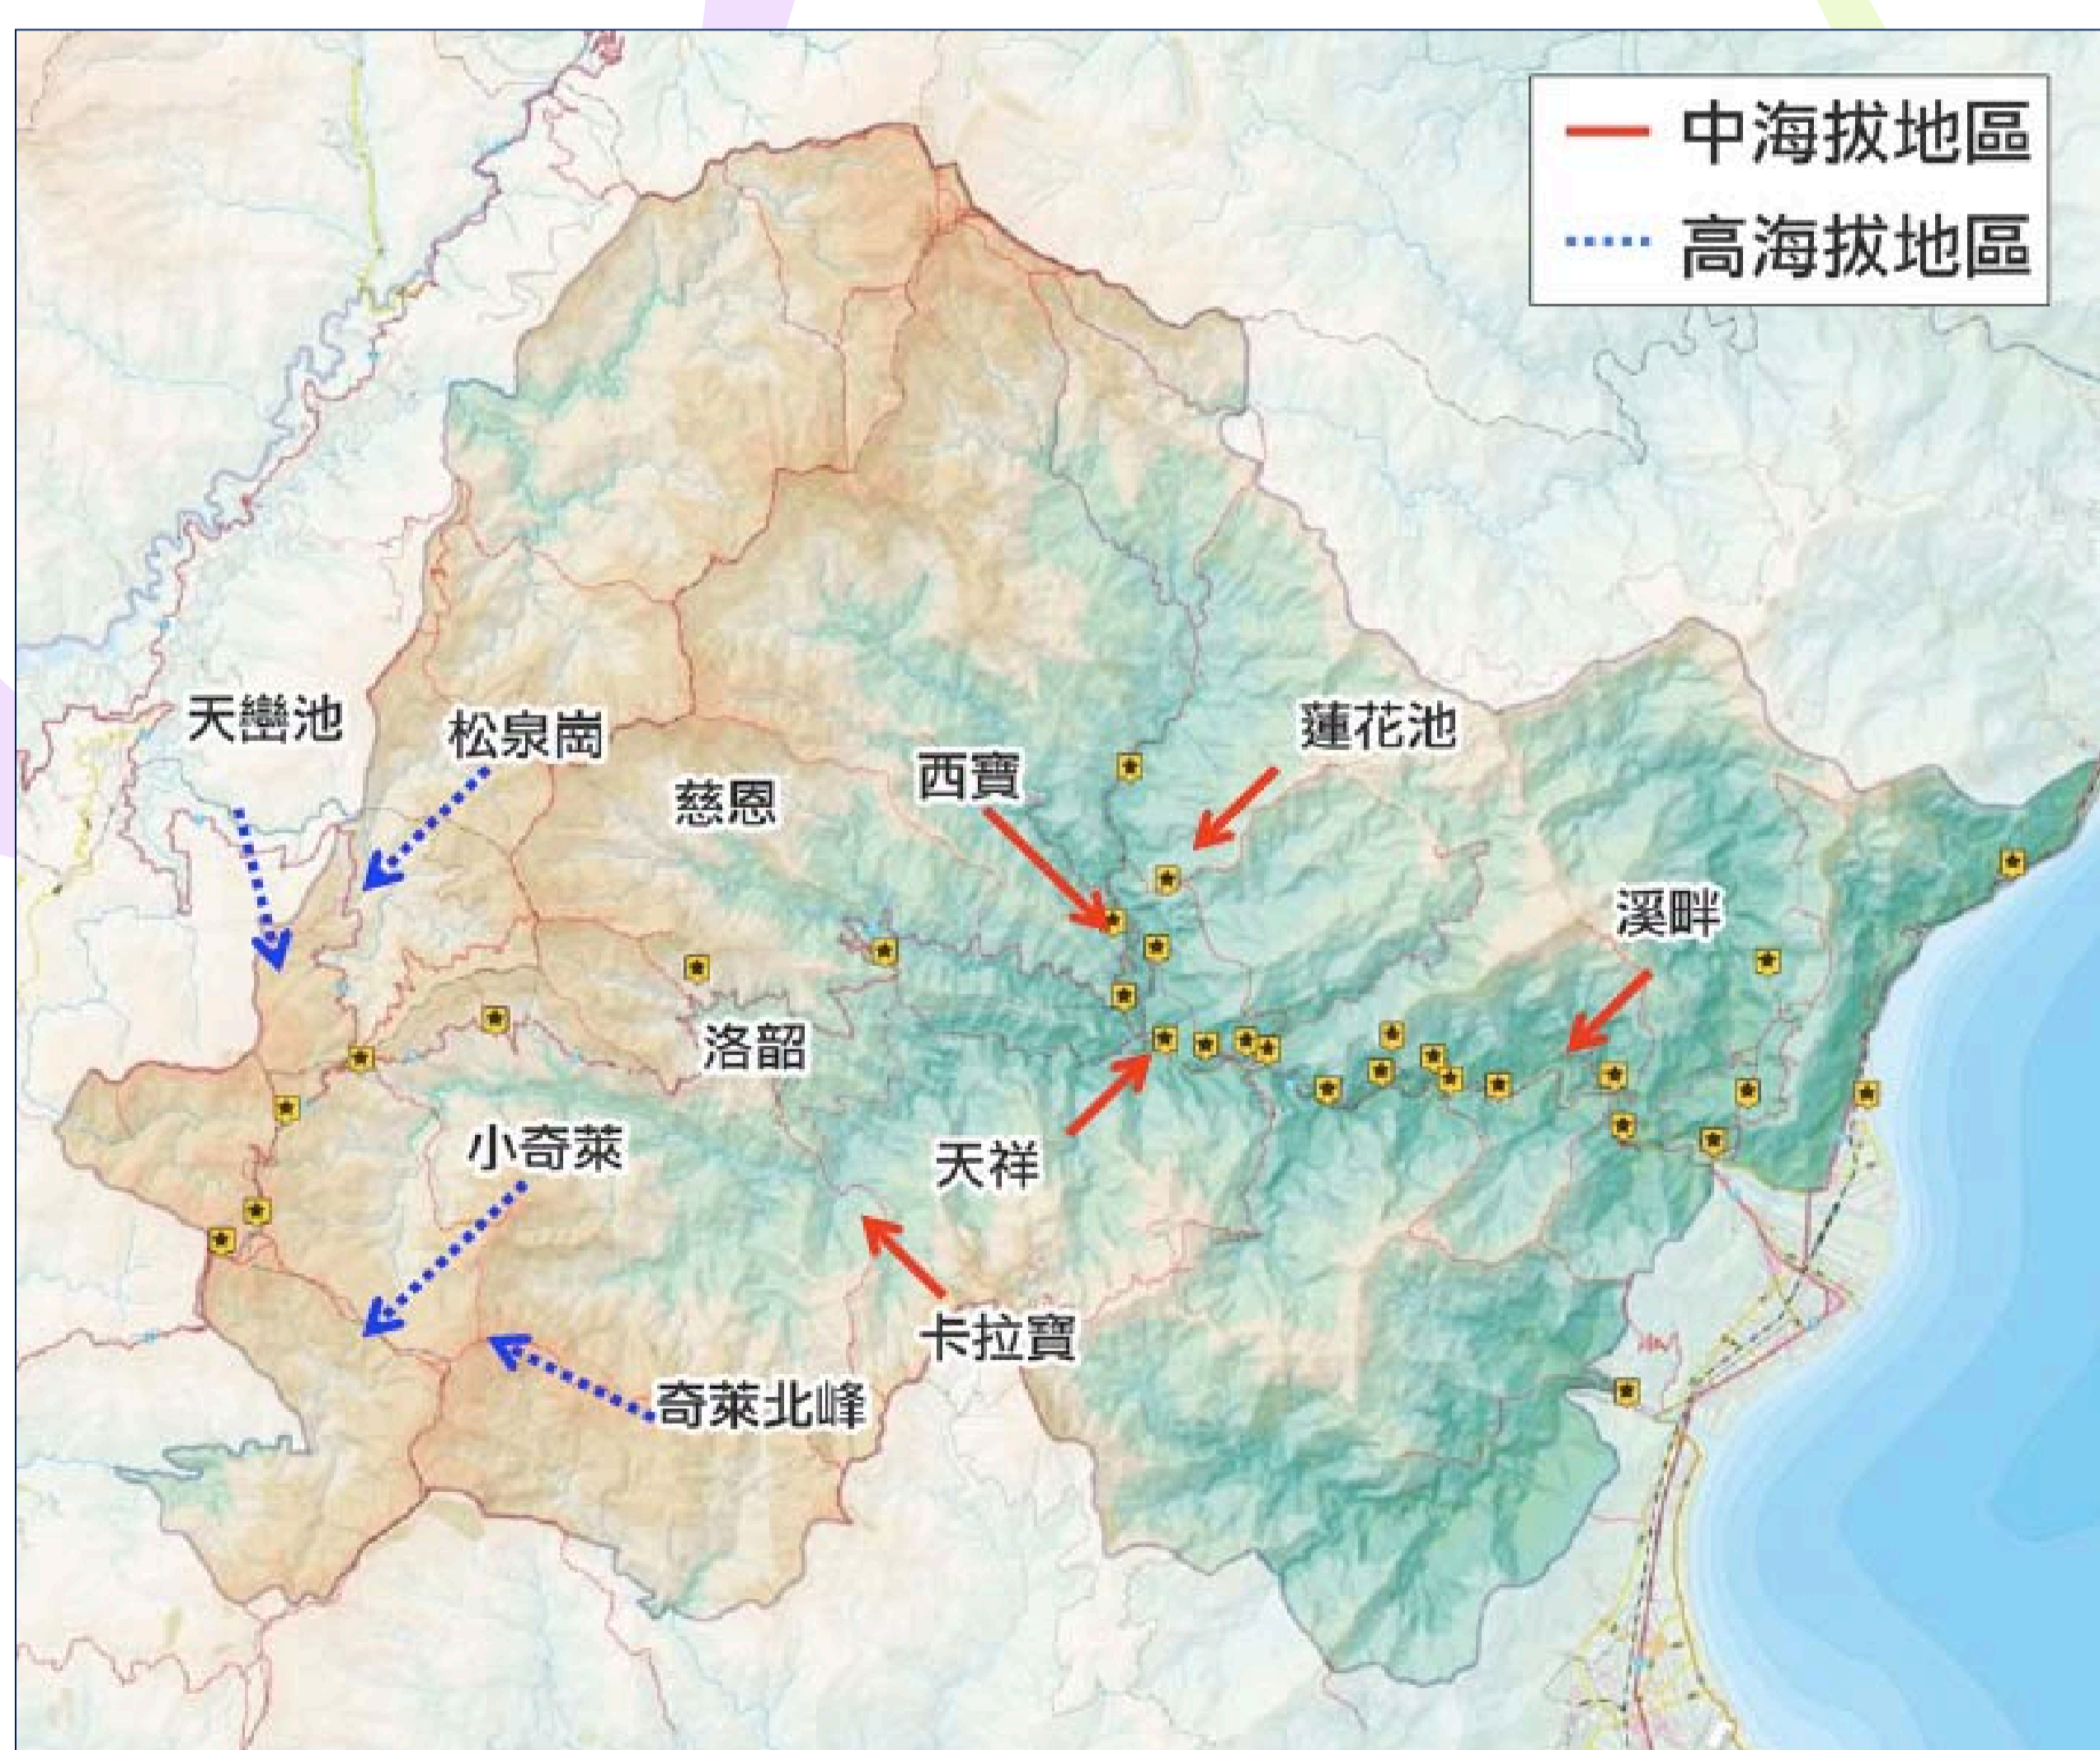 中海拔地區
高海拔地區
天巒池
松泉崗
蓮花池
西寶
慈恩
溪畔
洛韶
小奇萊
天祥
卡拉寶
奇萊北峰